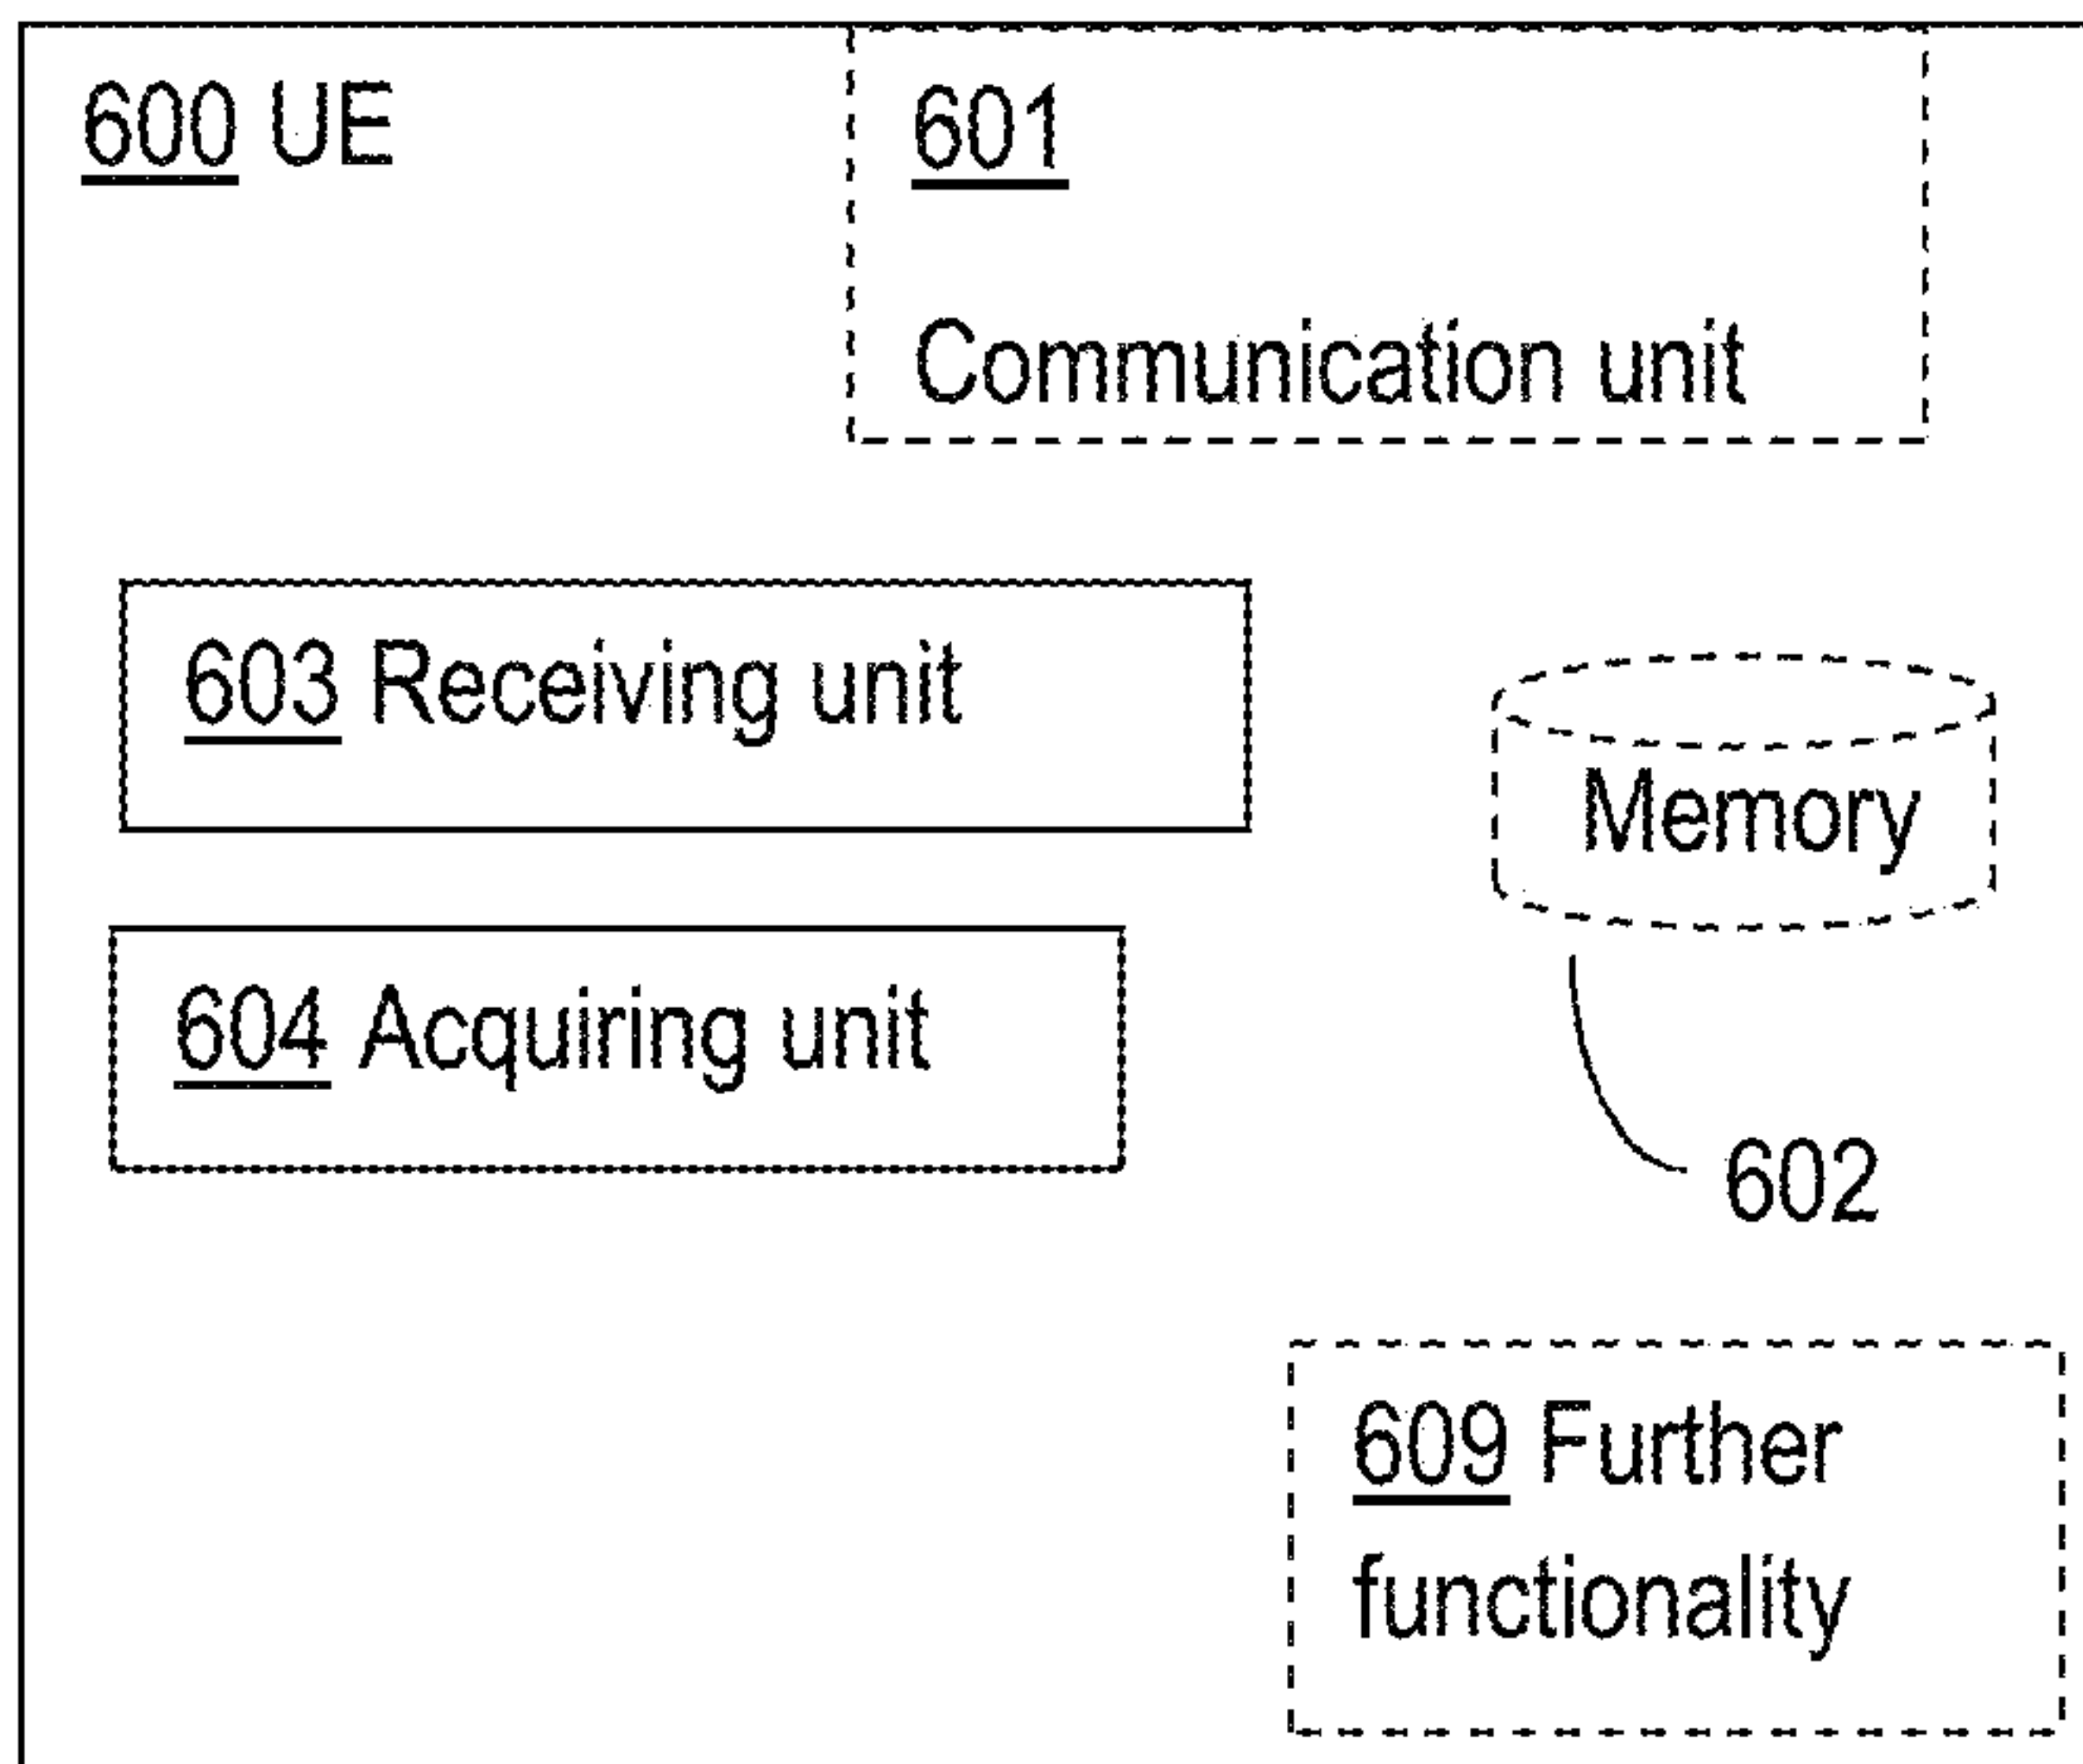 600 UE
601
Communication unit
603 Receiving unit
Memory
604 Acquiring unit
602
609 Further
functionality